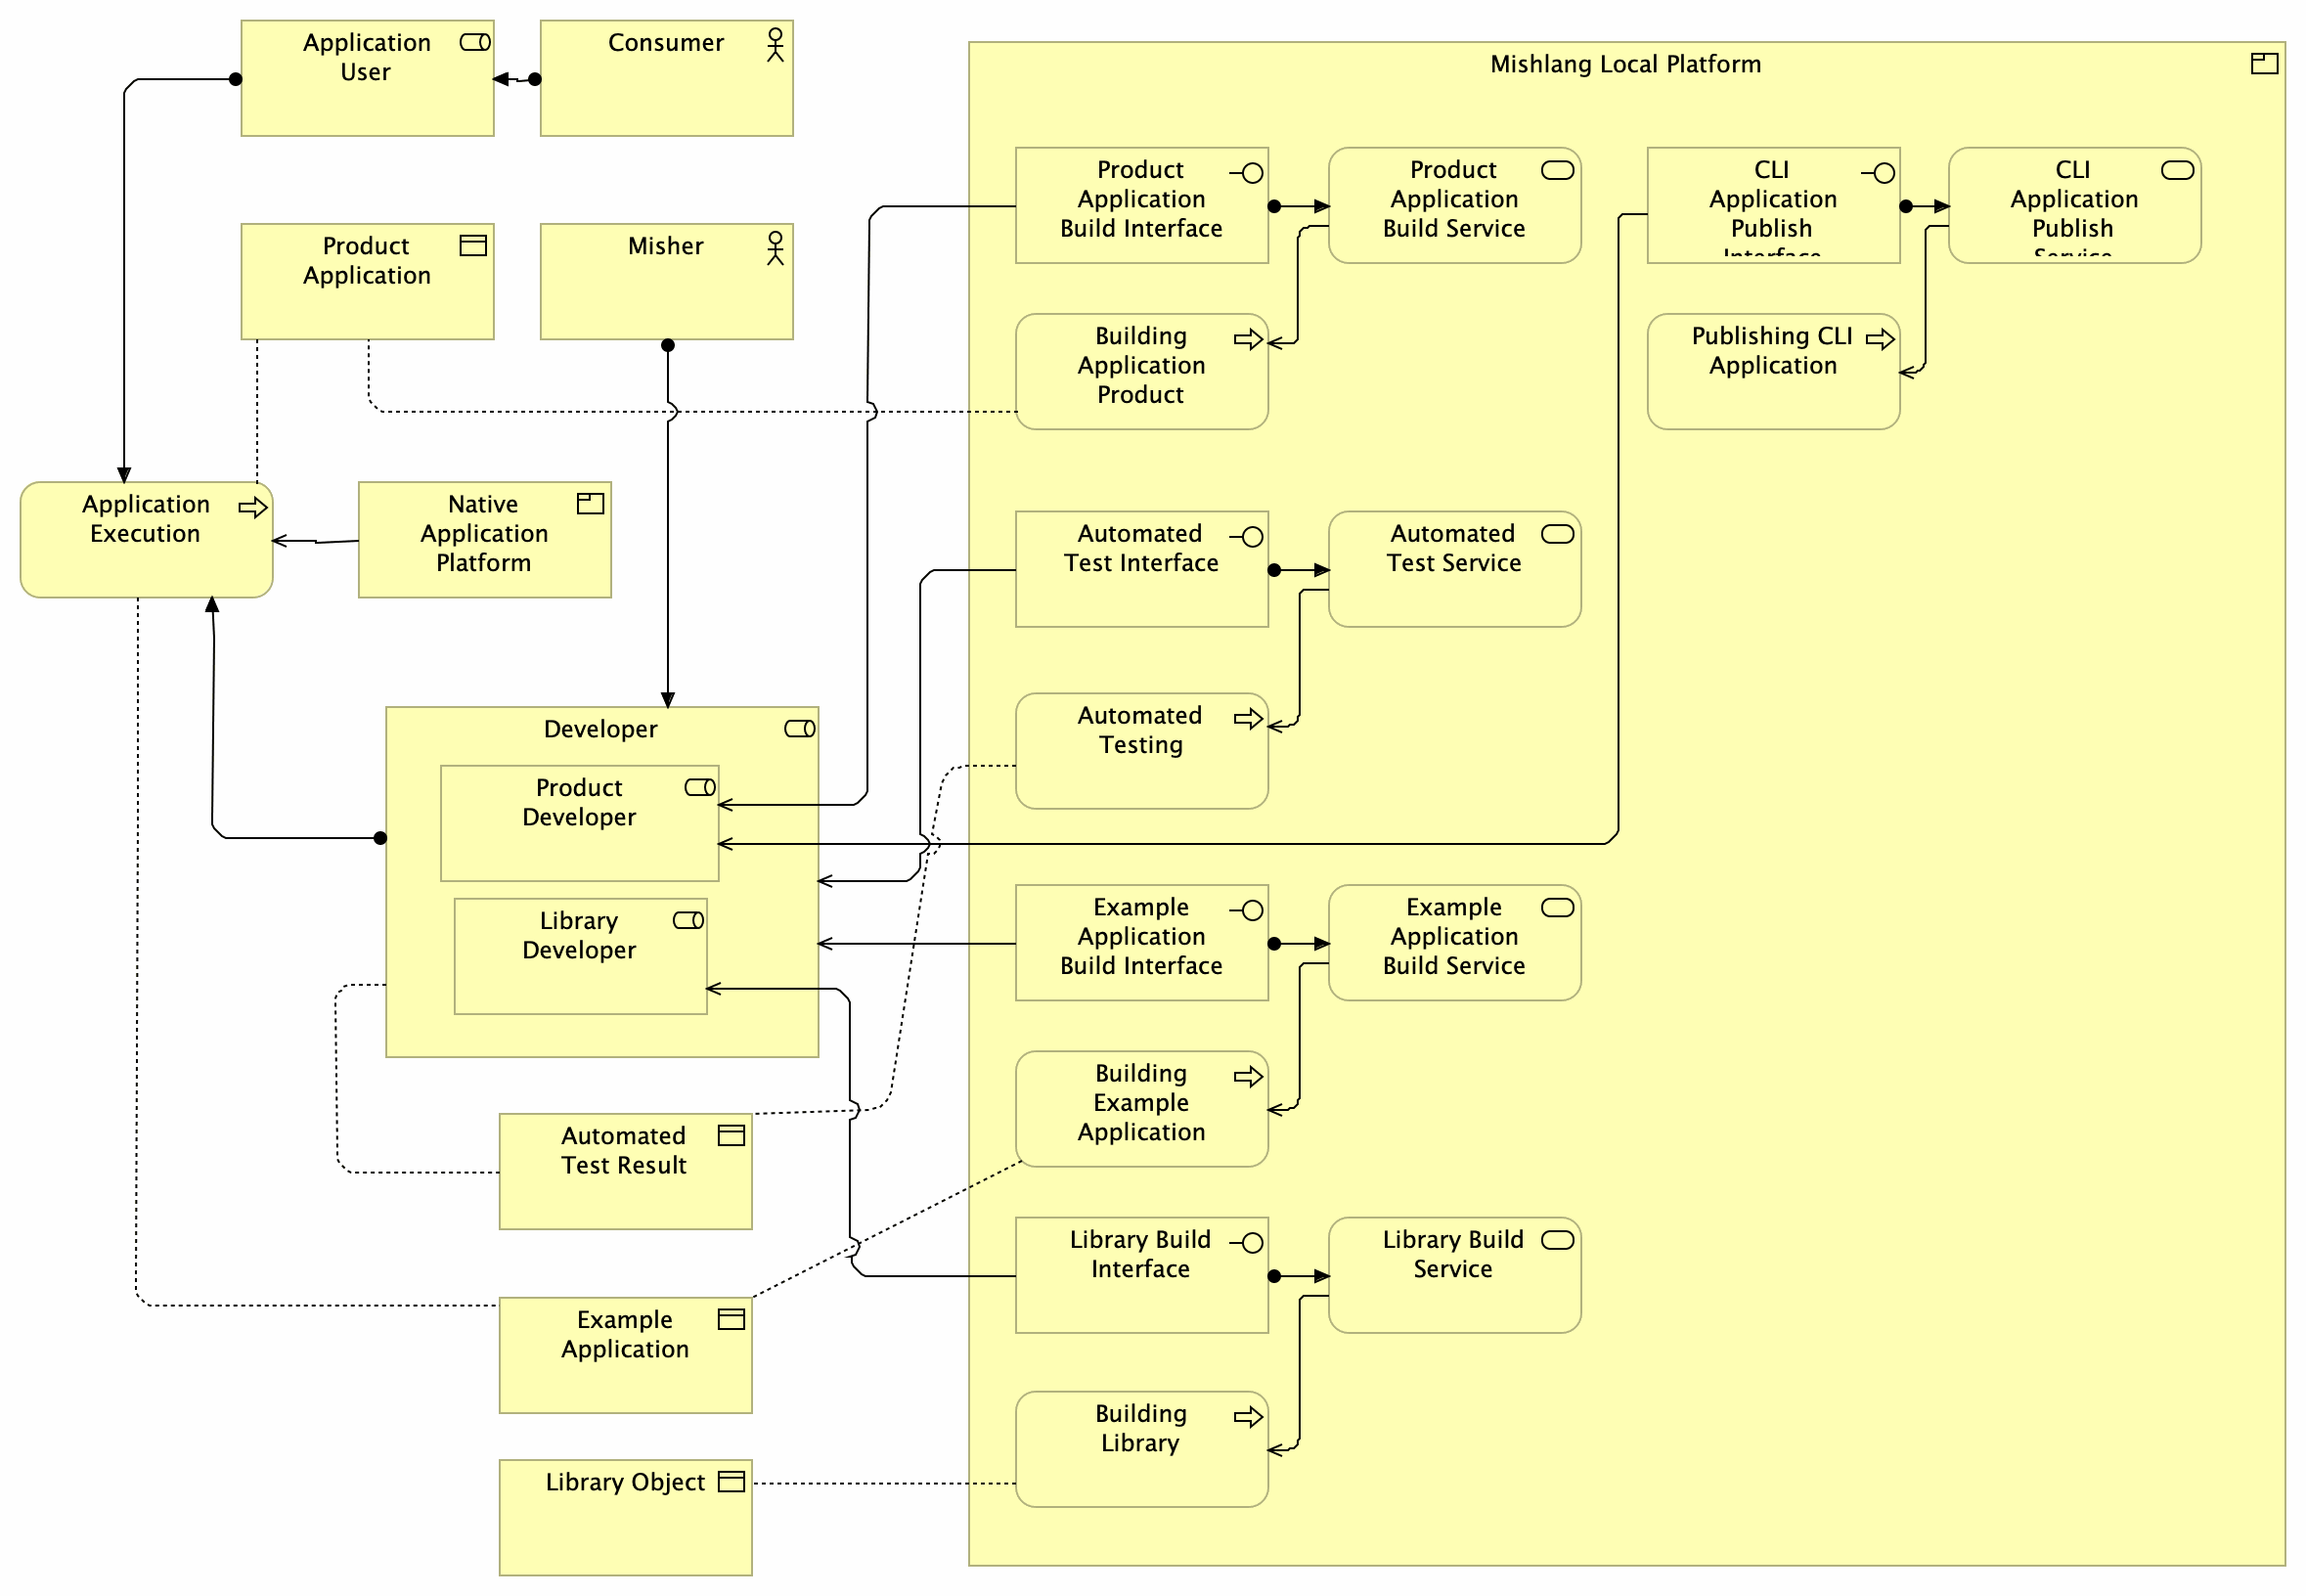 Application
User
Consumer
Mishlang Local Platform
Product
Application
Build Interface
Product
Application
Build Service
CLI
Application
Publish
Interface
CLI
Application
Publish
Service
Product
Application
Misher
Building
Application
Product
Publishing CLI
Application
Application
Execution
Native
Application
Platform
Automated
Test Interface
Automated
Test Service
Developer
Automated
Testing
Product
Developer
Library
Developer
Example
Application
Build Interface
Example
Application
Build Service
Building
Example
Application
Automated
Test Result
Library Build
Interface
Library Build
Service
Example
Application
Building
Library
Library Object